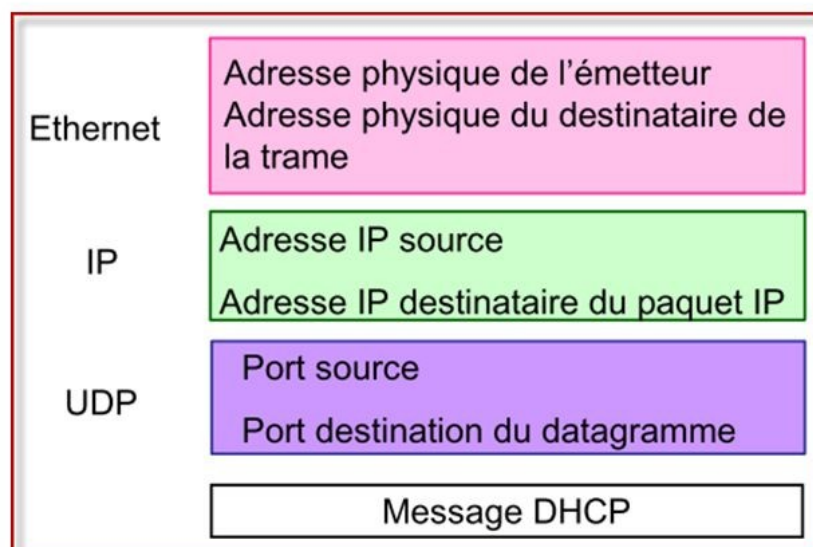 Ethernet
Adresse physique de l’émetteur
Adresse physique du destinataire de
la trame
IP
Adresse IP source
Adresse IP destinataire du paquet IP
UDP
Port source
Port destination du datagramme
Message DHCP